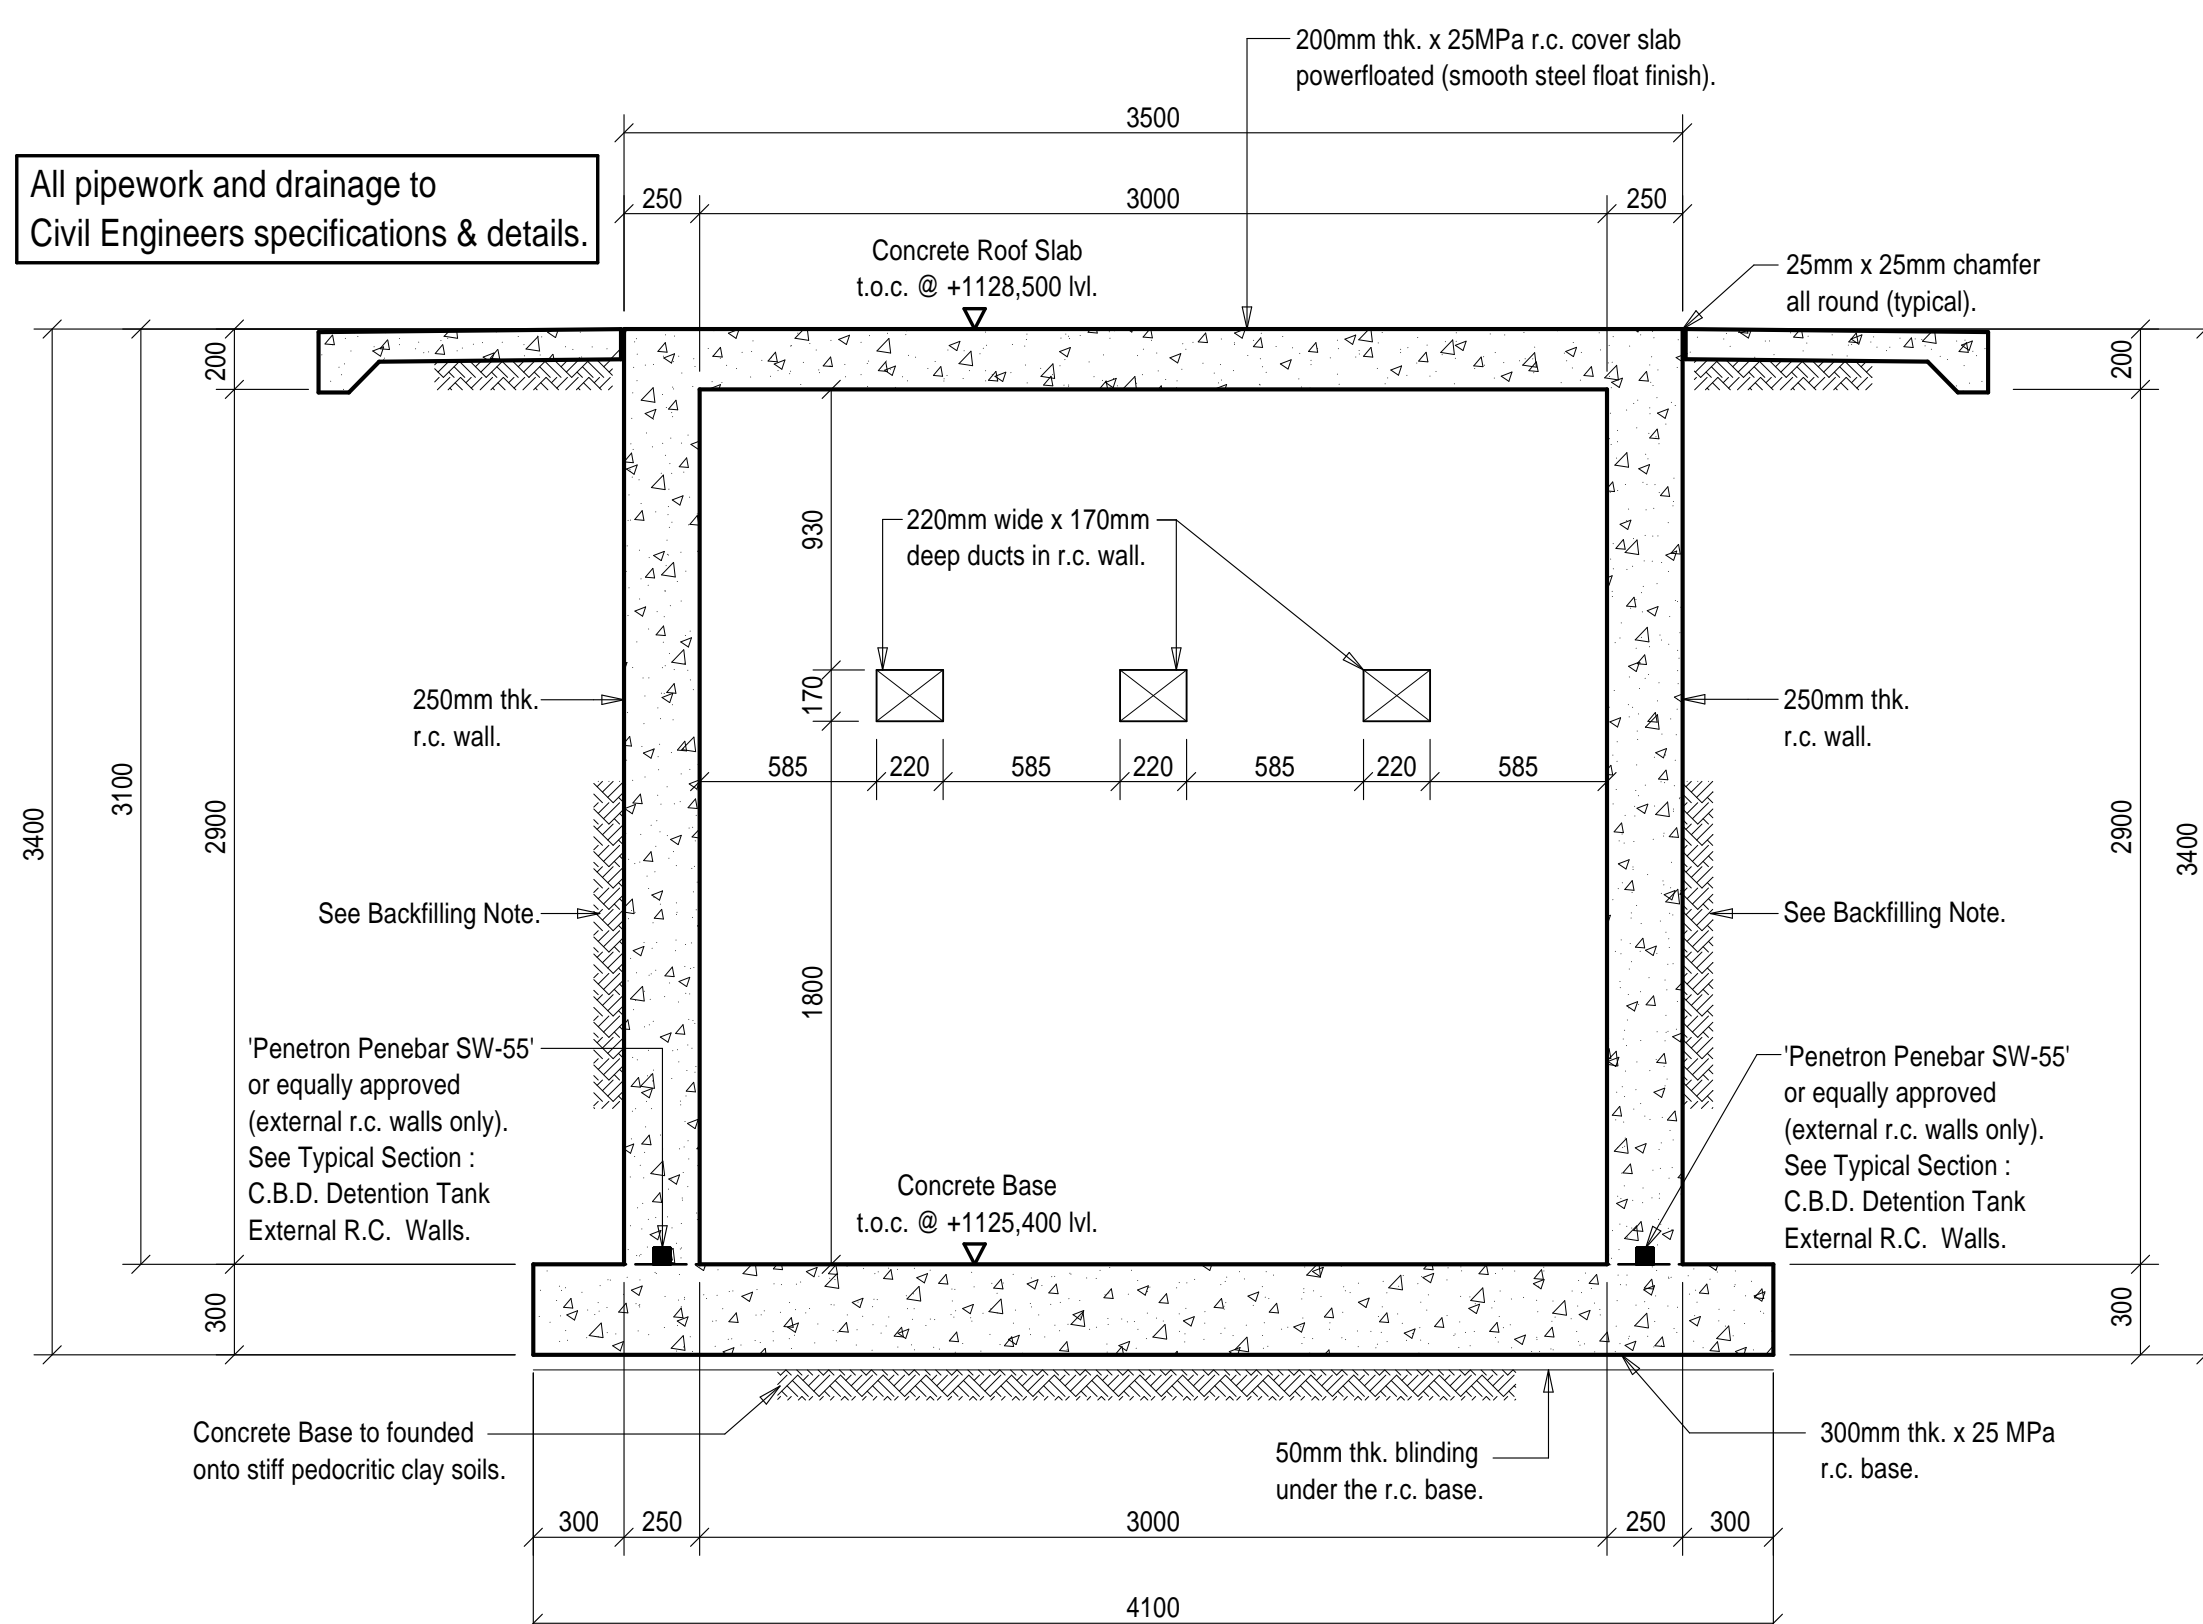 200mm thk. x 25MPa r.c. cover slab
powerfloated (smooth steel float finish).
3500
All pipework and drainage to
Civil Engineers specifications & details.
250
3000
250
Concrete Roof Slab
t.o.c. @ +1128,500 lvl.
25mm x 25mm chamfer
all round (typical).
200
200
930
220mm wide x 170mm
deep ducts in r.c. wall.
170
250mm thk.
r.c. wall.
250mm thk.
r.c. wall.
585
220
585
220
585
220
585
3400
3100
2900
2900
3400
See Backfilling Note.
See Backfilling Note.
1800
'Penetron Penebar SW-55'
or equally approved
(external r.c. walls only).
See Typical Section :
C.B.D. Detention Tank
External R.C. Walls.
'Penetron Penebar SW-55'
or equally approved
(external r.c. walls only).
See Typical Section :
C.B.D. Detention Tank
External R.C. Walls.
Concrete Base
t.o.c. @ +1125,400 lvl.
300
300
Concrete Base to founded
onto stiff pedocritic clay soils.
50mm thk. blinding
under the r.c. base.
300mm thk. x 25 MPa
r.c. base.
300
250
3000
250
300
4100